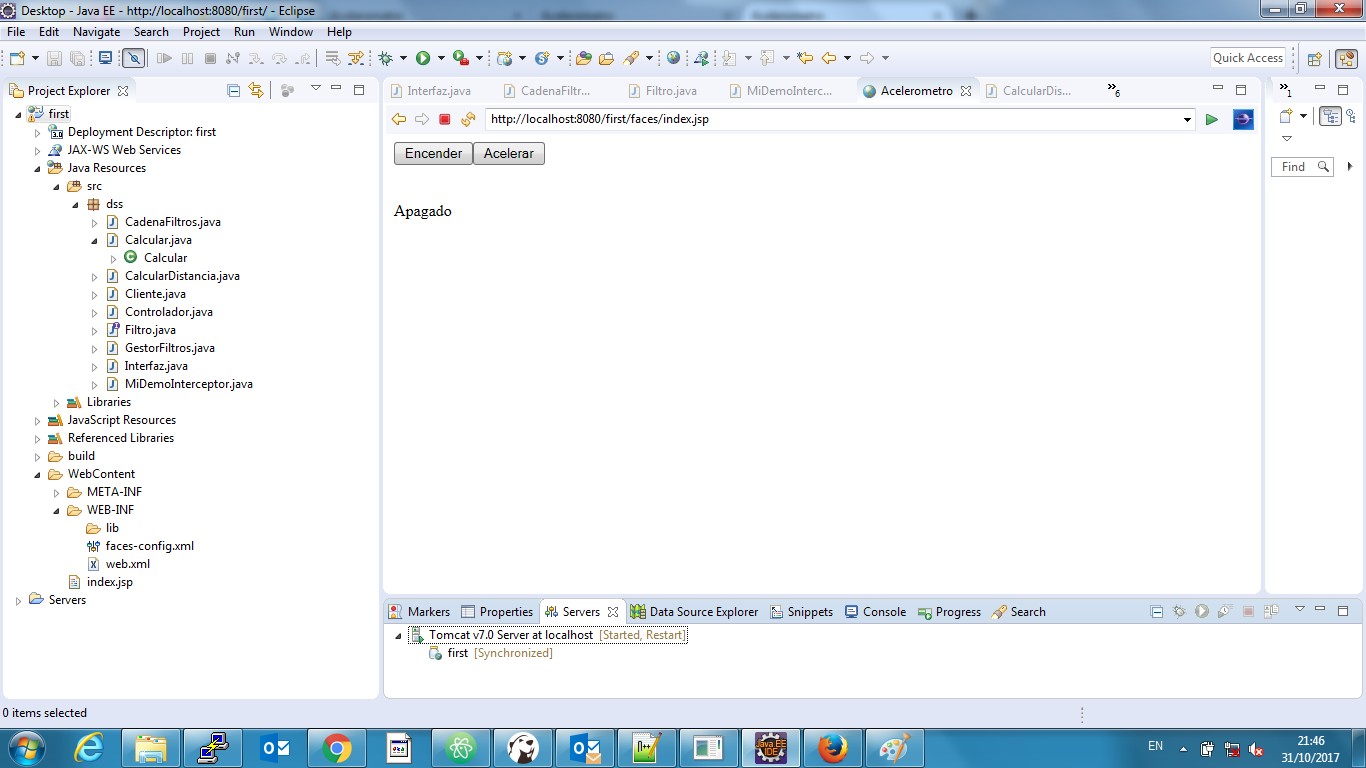 Desktop - Java EE - http://localhost:8080/first/ - Eclipse
File Edit Navigate Search Project Run Window Help
Quick Access
Project Explorer
Interfaz.java CadenaFiltr... Filtro.java MiDemoInterc... Acelerometro CalcularDis... »6
»1
http://localhost:8080/first/faces/index.jsp
Encender Acelerar
Apagado
Find
first
Deployment Descriptor: first
3.0
JAX-WS Web Services
Java Resources
src
dss
CadenaFiltros.java
Calcular.java
Calcular
CalcularDistancia.java
Cliente.java
Controlador.java
Filtro.java
GestorFiltros.java
Interfaz.java
MiDemoInterceptor.java
Libraries
JavaScript Resources
Referenced Libraries
build
WebContent
META-INF
WEB-INF
lib
faces-config.xml
web.xml
index.jsp
Servers
Markers Properties Servers Data Source Explorer Snippets Console Progress Search
Tomcat v7.0 Server at localhost [Started, Restart]
first [Synchronized]
0 items selected
Java EE
IDE
EN
21:46
31/10/2017